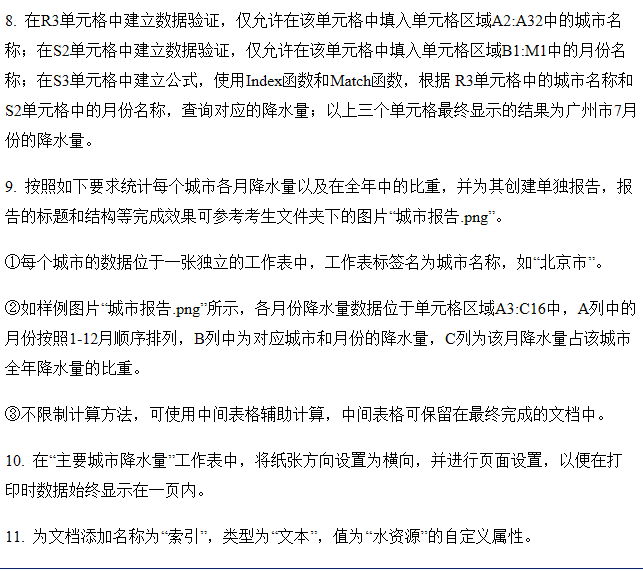 8. 在R3单元格中建立数据验证，仅允许在该单元格中填入单元格区域A2:A32中的城市名
称；在S2单元格中建立数据验证，仅允许在该单元格中填入单元格区域B1:M1中的月份名
称；在S3单元格中建立公式，使用Index函数和Match函数，根据 R3单元格中的城市名称和
S2单元格中的月份名称，查询对应的降水量；以上三个单元格最终显示的结果为广州市7月
份的降水量。
9. 按照如下要求统计每个城市各月降水量以及在全年中的比重，并为其创建单独报告，报
告的标题和结构等完成效果可参考考生文件夹下的图片“城市报告.png”。
①每个城市的数据位于一张独立的工作表中，工作表标签名为城市名称，如“北京市”。
②如样例图片“城市报告.png”所示，各月份降水量数据位于单元格区域A3:C16中，A列中的
月份按照1-12月顺序排列，B列中为对应城市和月份的降水量，C列为该月降水量占该城市
全年降水量的比重。
③不限制计算方法，可使用中间表格辅助计算，中间表格可保留在最终完成的文档中。
10. 在“主要城市降水量”工作表中，将纸张方向设置为横向，并进行页面设置，以便在打
印时数据始终显示在一页内。
11. 为文档添加名称为“索引”，类型为“文本”，值为“水资源”的自定义属性。